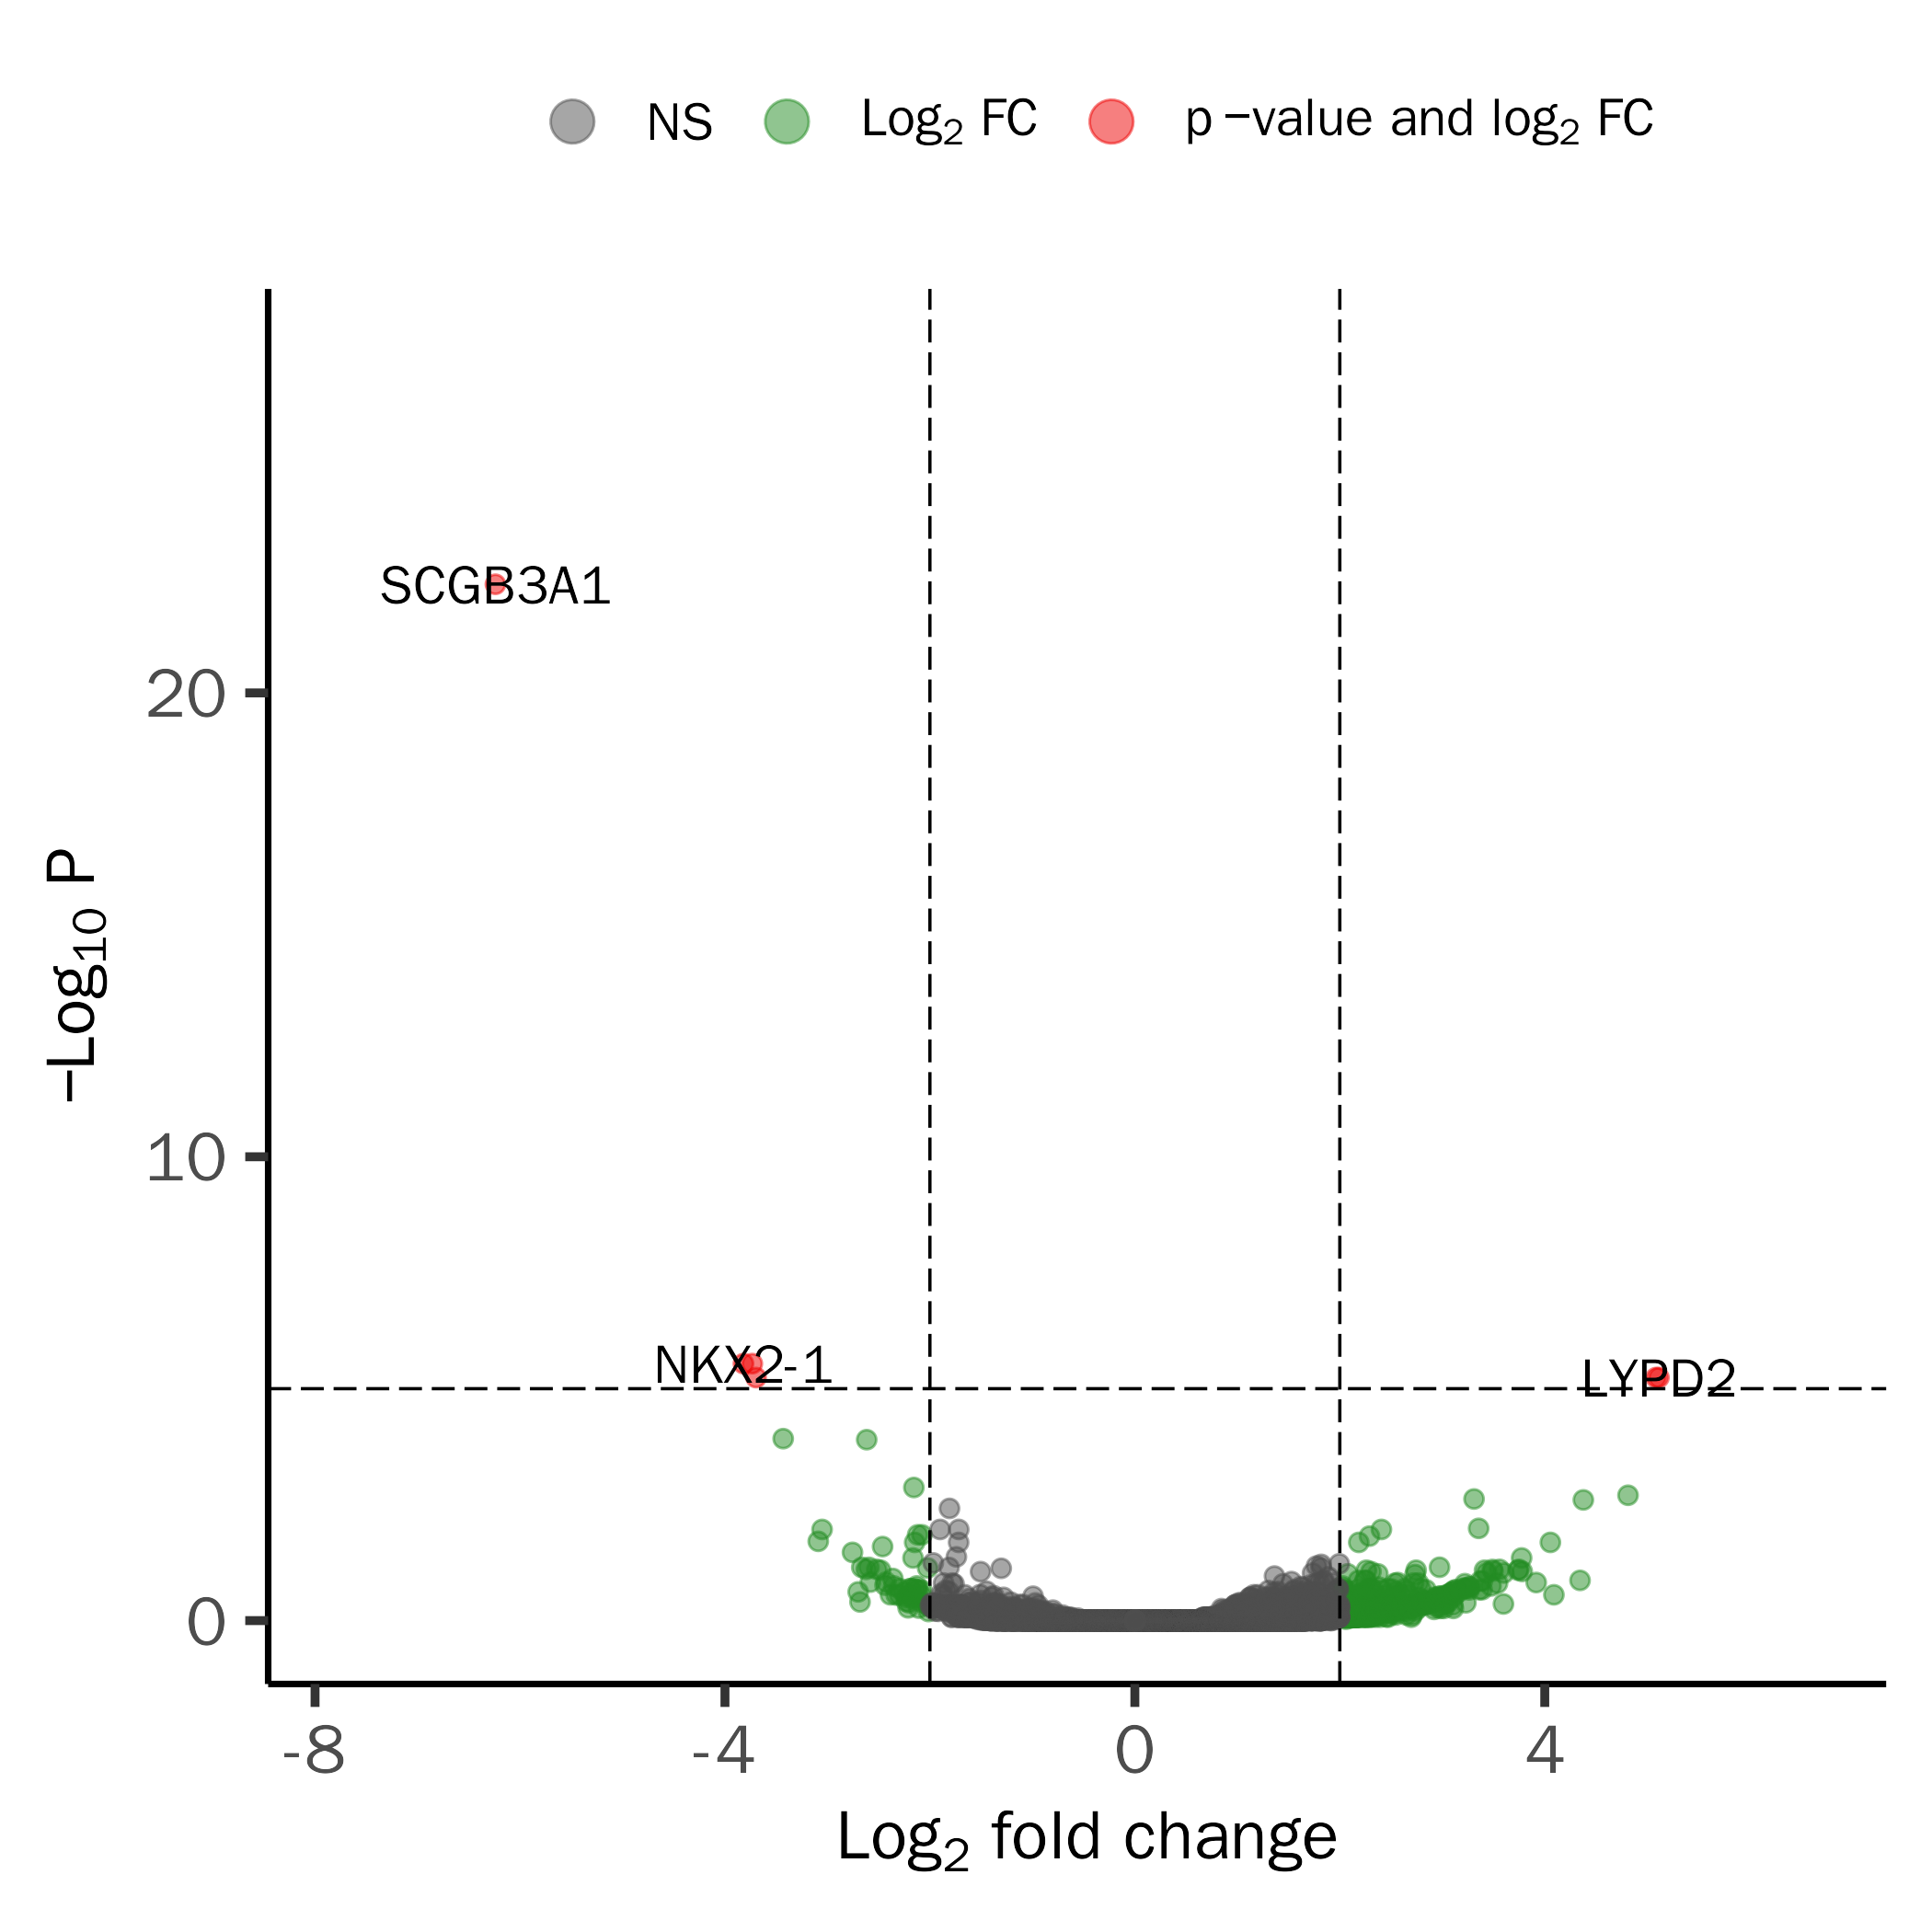 NS Log₂ FC p −value and log₂ FC
SCGB3A1
20
−Log₁₀ P
10
NKX2-1
LYPD2
0
-8 -4 0 4
Log₂ fold change